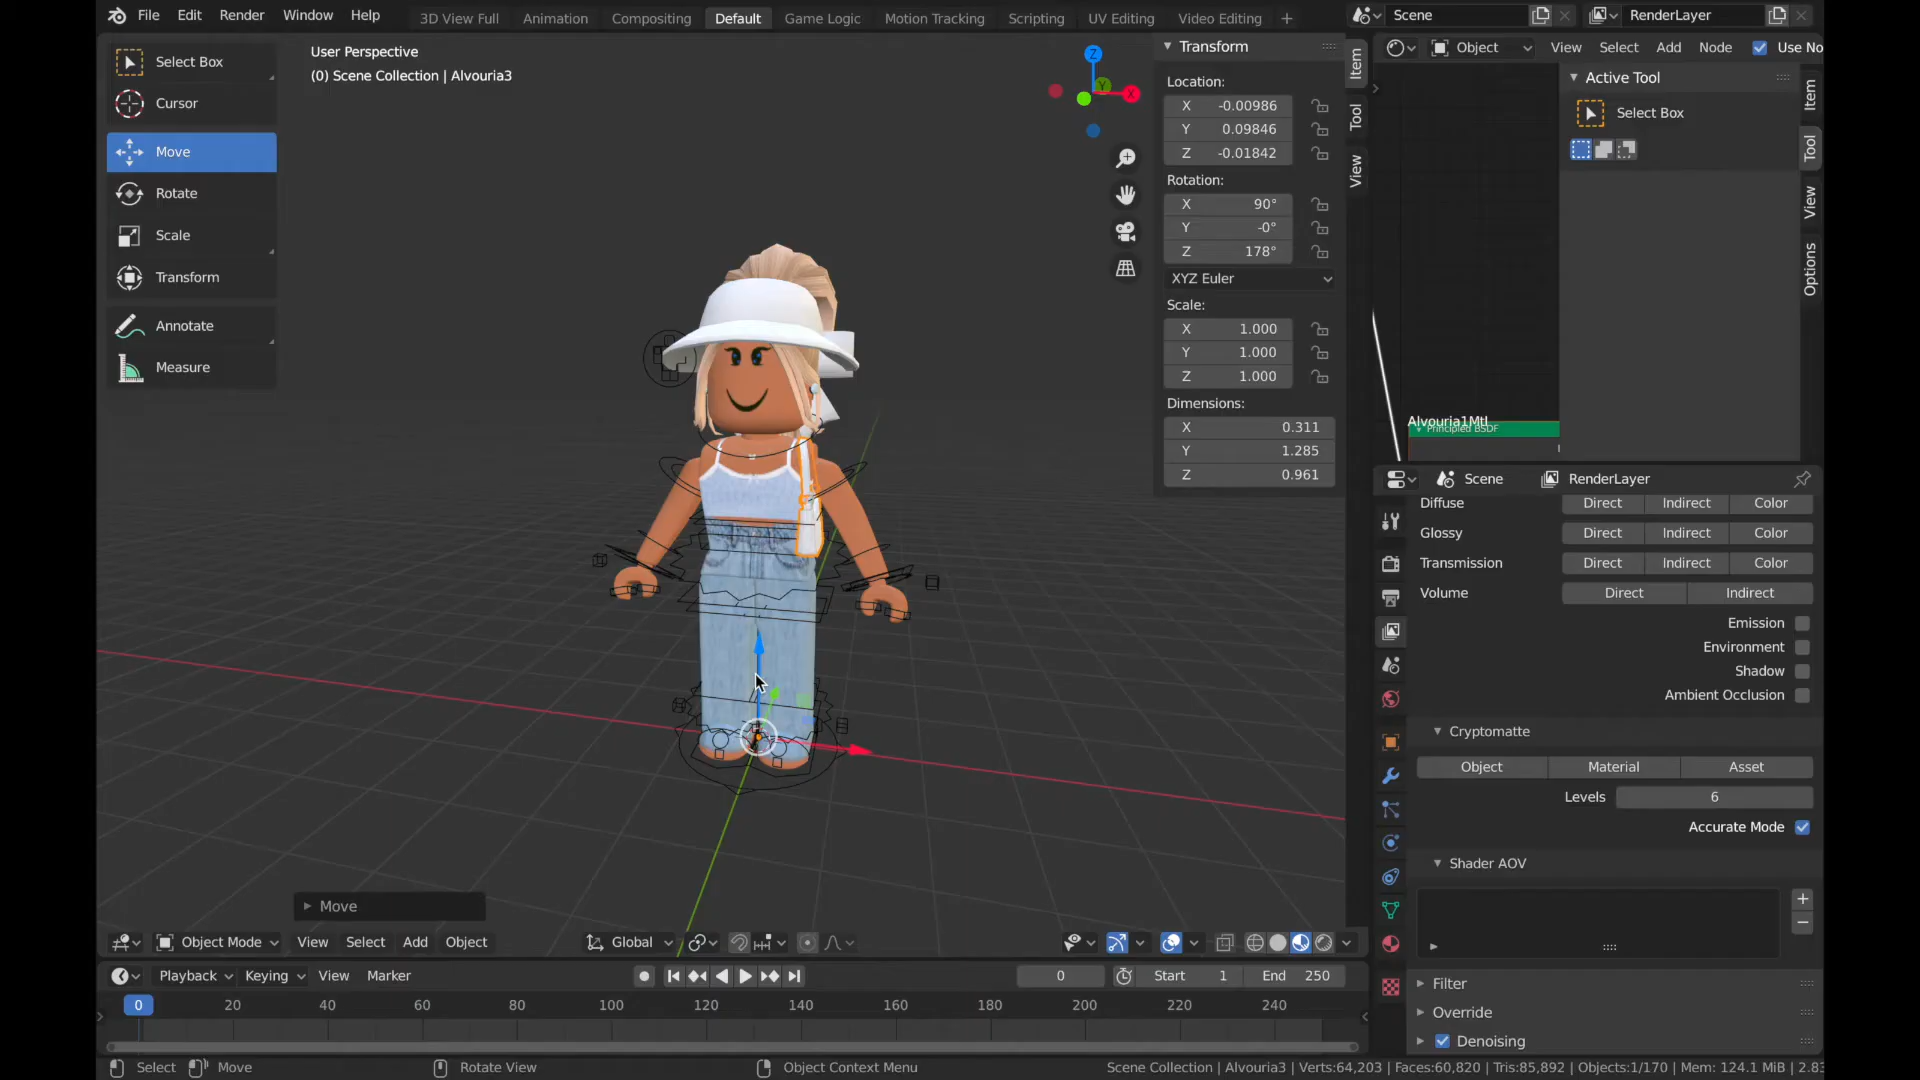 File Edit Render Window Help 3D View Full Animation Compositing Default Game Logic Motion Tracking Scripting UV Editing Video Editing + Scene RenderLayer
Object View Select Add Node Use No
Select Box
Cursor
Move
Rotate
Scale
Transform
Annotate
Measure
User Perspective
(0) Scene Collection | Alvouria3
Z
Y
X
Transform
Location:
X -0.00986
Y 0.09846
Z -0.01842
Rotation:
X 90°
Y -0°
Z 178°
XYZ Euler
Scale:
X 1.000
Y 1.000
Z 1.000
Dimensions:
X 0.311
Y 1.285
Z 0.961
Item
Tool
View
Active Tool
Select Box
Item
Tool
View
Options
Alvouria1Mtl
Principled BSDF
Scene RenderLayer
Diffuse Direct Indirect Color
Glossy Direct Indirect Color
Transmission Direct Indirect Color
Volume Direct Indirect
Emission
Environment
Shadow
Ambient Occlusion
Cryptomatte
Object Material Asset
Levels 6
Accurate Mode
Shader AOV
Filter
Override
Denoising
Move
Object Mode View Select Add Object Global
Playback Keying View Marker 0 Start 1 End 250
0 20 40 60 80 100 120 140 160 180 200 220 240
Select Move Rotate View Object Context Menu Scene Collection | Alvouria3 | Verts:64,203 | Faces:60,820 | Tris:85,892 | Objects:1/170 | Mem: 124.1 MiB | 2.83